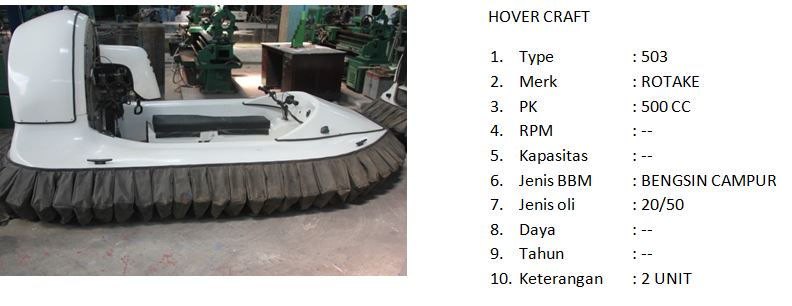 HOVER CRAFT
1. Type : 503
2. Merk : ROTAKE
3. PK : 500 CC
4. RPM : --
5. Kapasitas : --
6. Jenis BBM : BENGSIN CAMPUR
7. Jenis oli : 20/50
8. Daya : --
9. Tahun : --
10. Keterangan : 2 UNIT